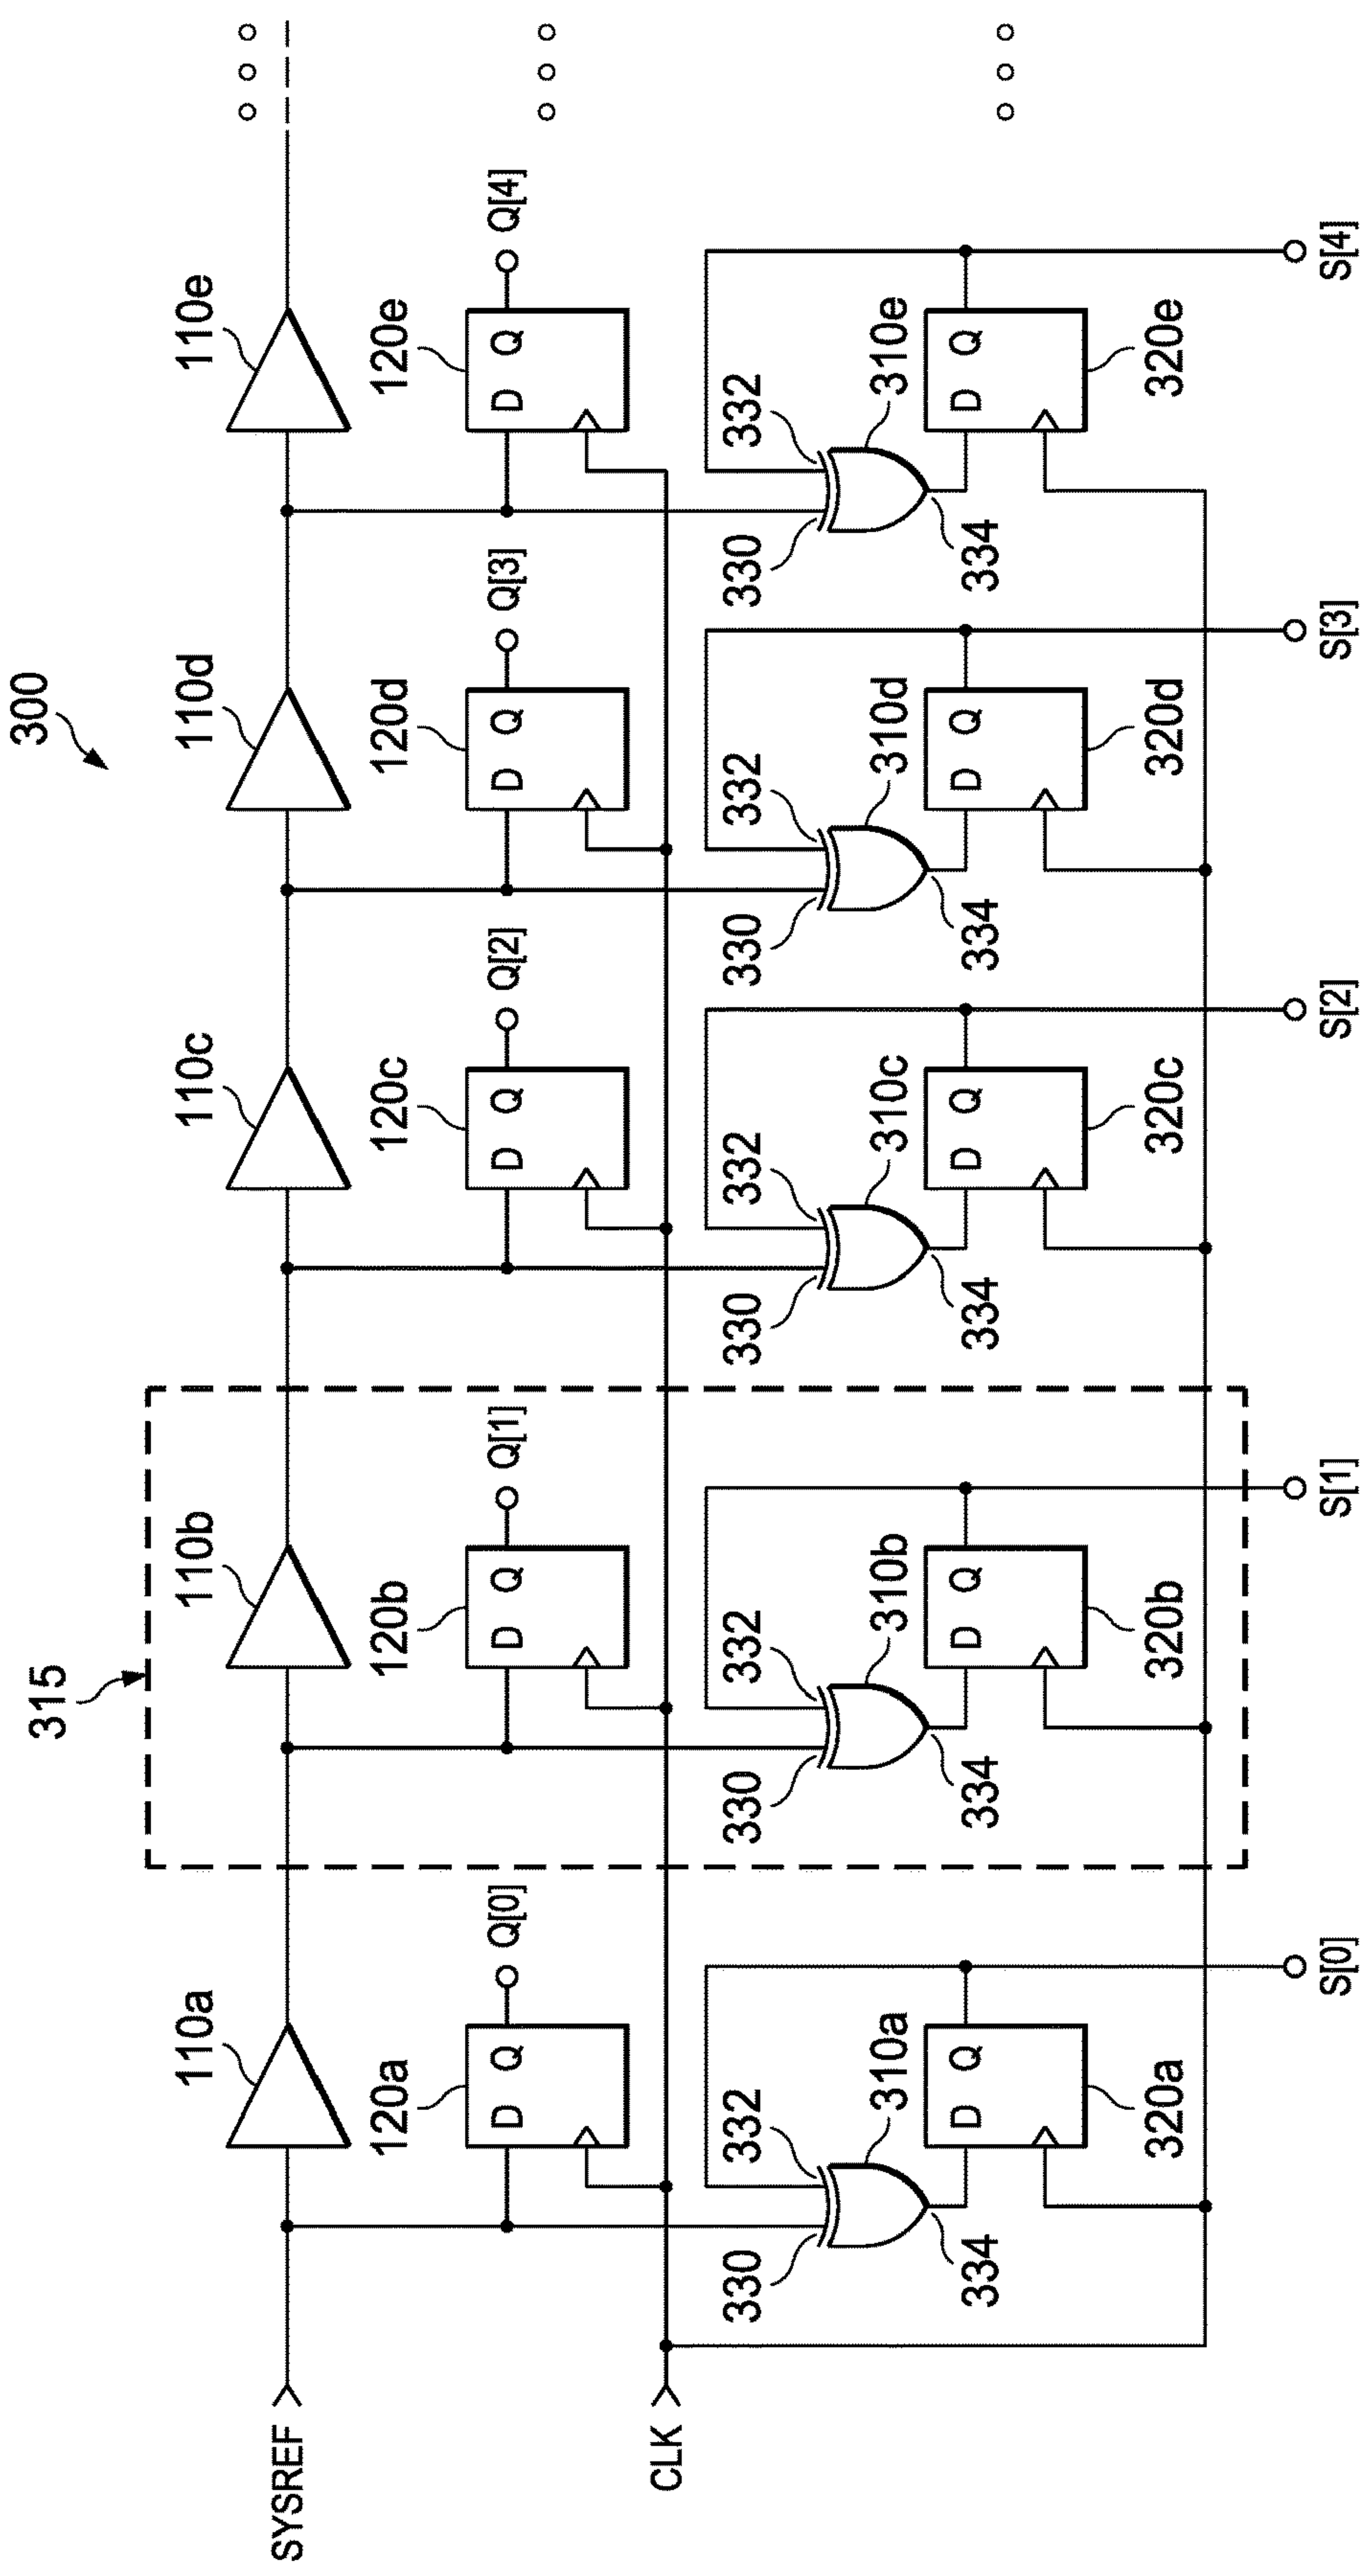 300
315
110a
110b
110c
110d
110e
SYSREF
120a
D Q
Q[0]
120b
D Q
Q[1]
120c
D Q
Q[2]
120d
D Q
Q[3]
120e
D Q
Q[4]
CLK
330
332
310a
334
330
332
310b
334
330
332
310c
334
330
332
310d
334
330
332
310e
334
D Q
320a
D Q
320b
D Q
320c
D Q
320d
D Q
320e
S[0]
S[1]
S[2]
S[3]
S[4]